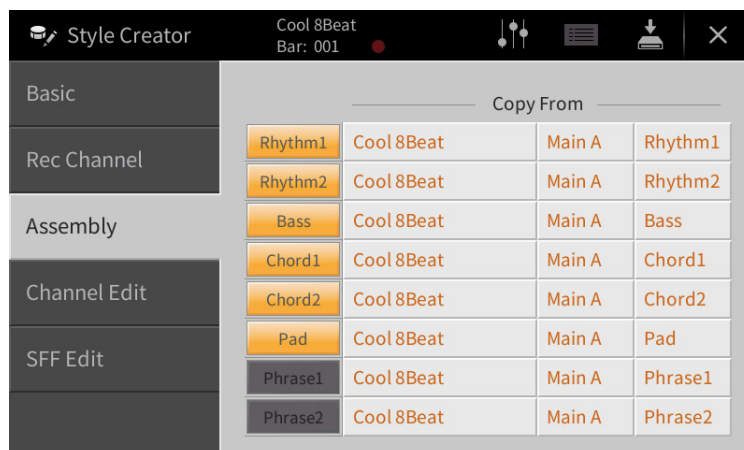 Style Creator
Cool 8Beat
Bar: 001
Basic
Rec Channel
Assembly
Channel Edit
SFF Edit
Copy From
Rhythm1 Cool 8Beat Main A Rhythm1
Rhythm2 Cool 8Beat Main A Rhythm2
Bass Cool 8Beat Main A Bass
Chord1 Cool 8Beat Main A Chord1
Chord2 Cool 8Beat Main A Chord2
Pad Cool 8Beat Main A Pad
Phrase1 Cool 8Beat Main A Phrase1
Phrase2 Cool 8Beat Main A Phrase2